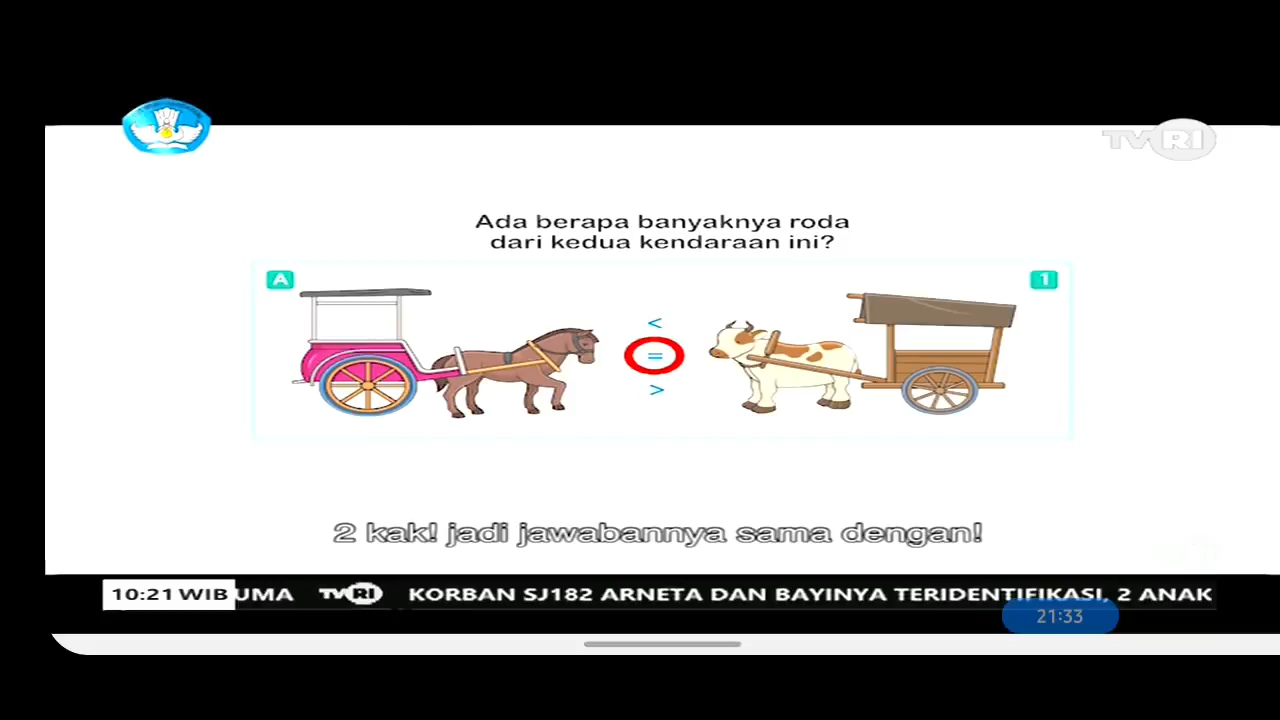 TVRI
Ada berapa banyaknya roda
dari kedua kendaraan ini?
A
1
<
=
>
2 kak! jadi jawabannya sama dengan!
10:21 WIB UMA TVRI KORBAN SJ182 ARNETA DAN BAYINYA TERIDENTIFIKASI, 2 ANAK
21:33